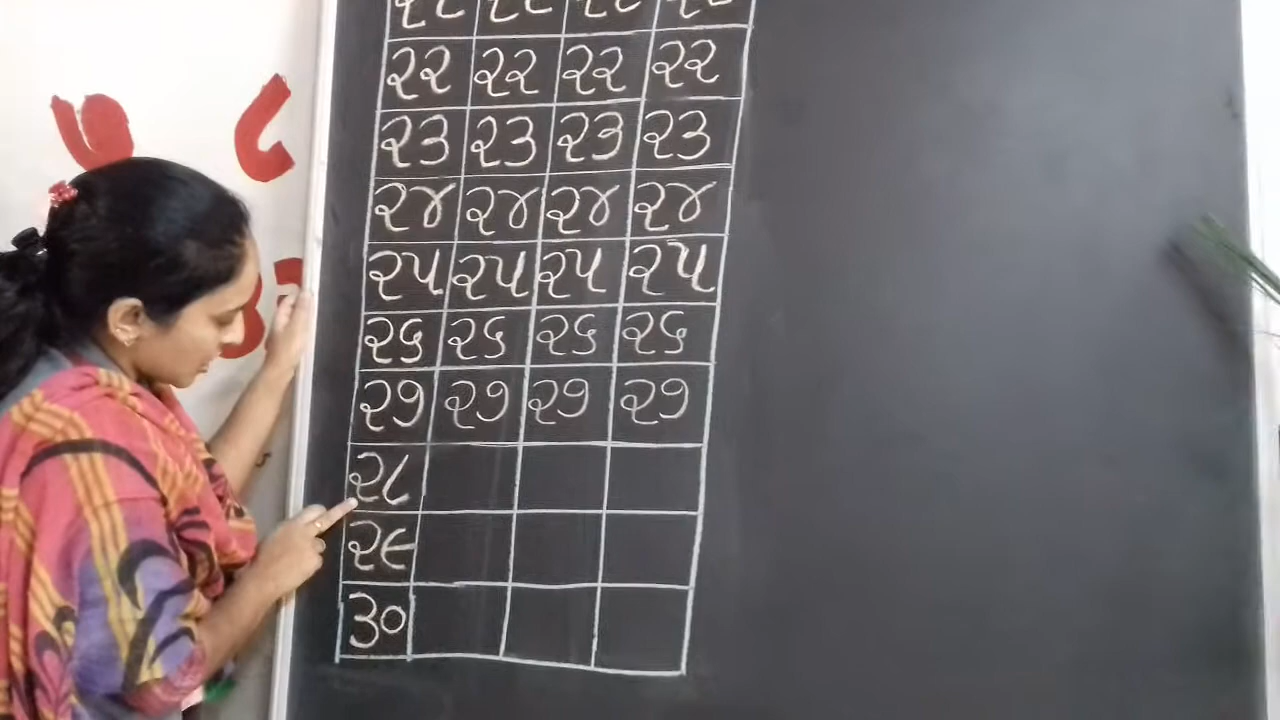 ૨૨ ૨૨ ૨૨ ૨૨
૨૩ ૨૩ ૨૩ ૨૩
૨૪ ૨૪ ૨૪ ૨૪
૨૫ ૨૫ ૨૫ ૨૫
૨૬ ૨૬ ૨૬ ૨૬
૨૭ ૨૭ ૨૭ ૨૭
૨૮
૨૯
૩૦